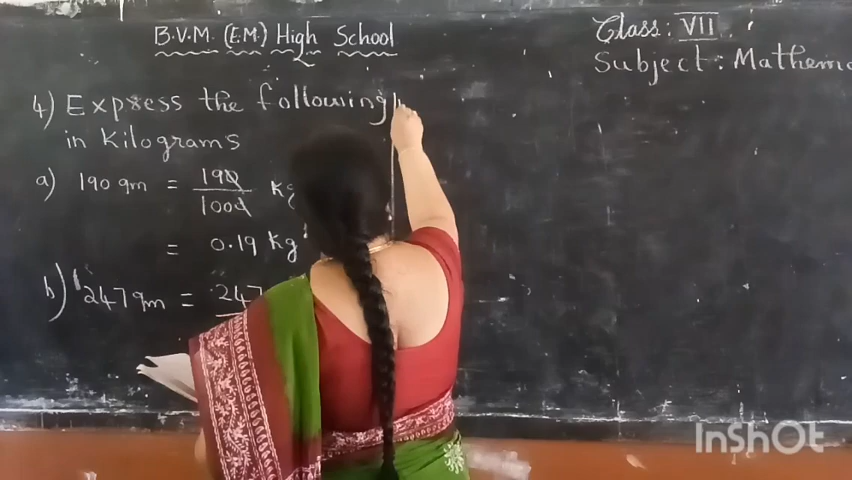 B.V.M. (E.M.) High School
Class: VII
Subject: Mathema
4) Express the following
in Kilograms
a) 190 gm = 190/1000 Kg
= 0.19 Kg
b) 247 gm = 247
InShOt